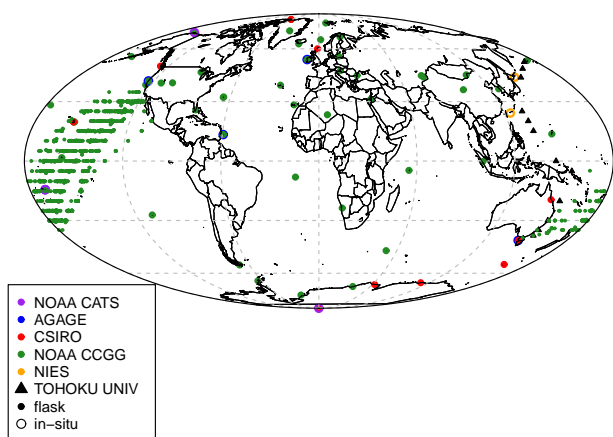 NOAA CATS
AGAGE
CSIRO
NOAA CCGG
NIES
TOHOKU UNIV
flask
in−situ